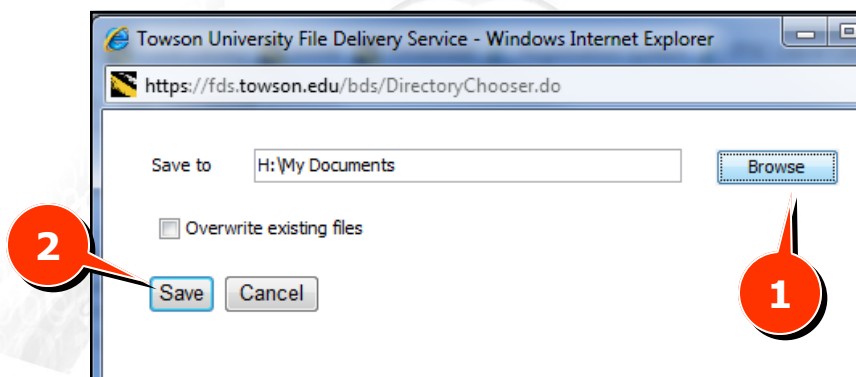 Towson University File Delivery Service - Windows Internet Explorer
https://fds.towson.edu/bds/DirectoryChooser.do
Save to H:\My Documents Browse
Overwrite existing files
2
Save Cancel
1